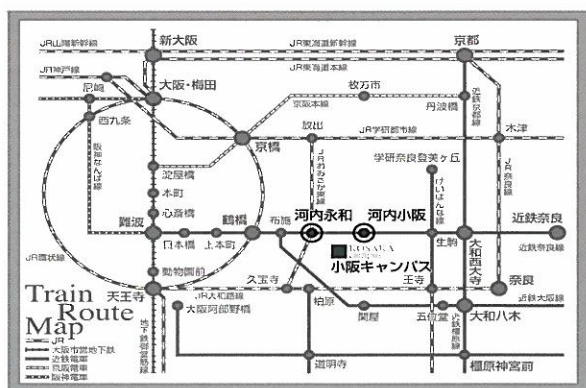 新大阪
京都
JR山陽新幹線
JR東海道新幹線
JR東海道本線
JR神戸線
大阪・梅田
尼崎
枚方市
京阪本線
丹波橋
近鉄京都線
西九条
京橋
放出
JR学研都市線
木津
阪神なんば線
淀屋橋
JRおおさか東線
学研奈良登美ヶ丘
JR奈良線
本町
けいはんな線
心斎橋
難波
鶴橋
布施
河内永和
河内小阪
近鉄奈良
日本橋
上本町
生駒
大和西大寺
近鉄奈良線
KOSAKA
小阪キャンパス
JR環状線
動物園前
久宝寺
王寺
奈良
天王寺
JR大和路線
柏原
近鉄大阪線
大阪阿部野橋
関屋
五位堂
大和八木
Train
Route
Map
地下鉄御堂筋線
近鉄橿原線
JR
大阪市営地下鉄
近鉄電車
京阪電車
阪神電車
道明寺
橿原神宮前